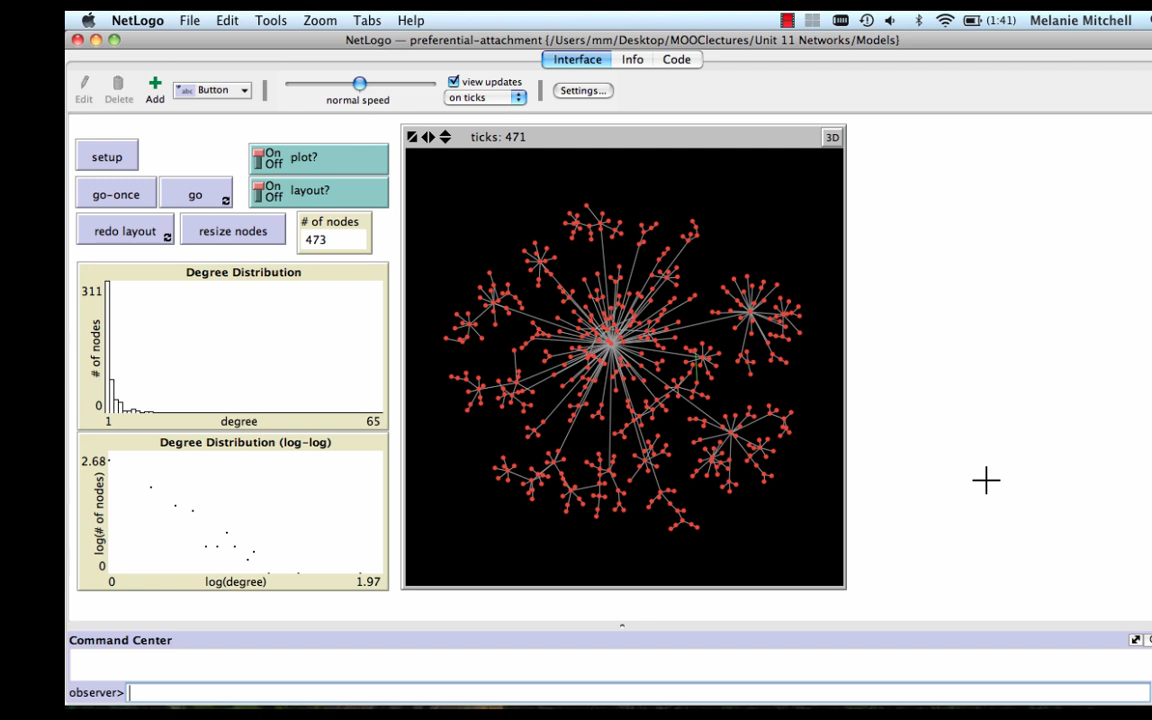 NetLogo File Edit Tools Zoom Tabs Help (1:41) Melanie Mitchell
NetLogo — preferential-attachment {/Users/mm/Desktop/MOOClectures/Unit 11 Networks/Models}
Interface Info Code
Edit Delete Add abc Button normal speed view updates on ticks Settings...
ticks: 471 3D
setup
On Off plot?
go-once go
On Off layout?
redo layout resize nodes
# of nodes
473
Degree Distribution
311
# of nodes
0
1 degree 65
Degree Distribution (log-log)
2.68
log(# of nodes)
0
0 log(degree) 1.97
Command Center
observer>